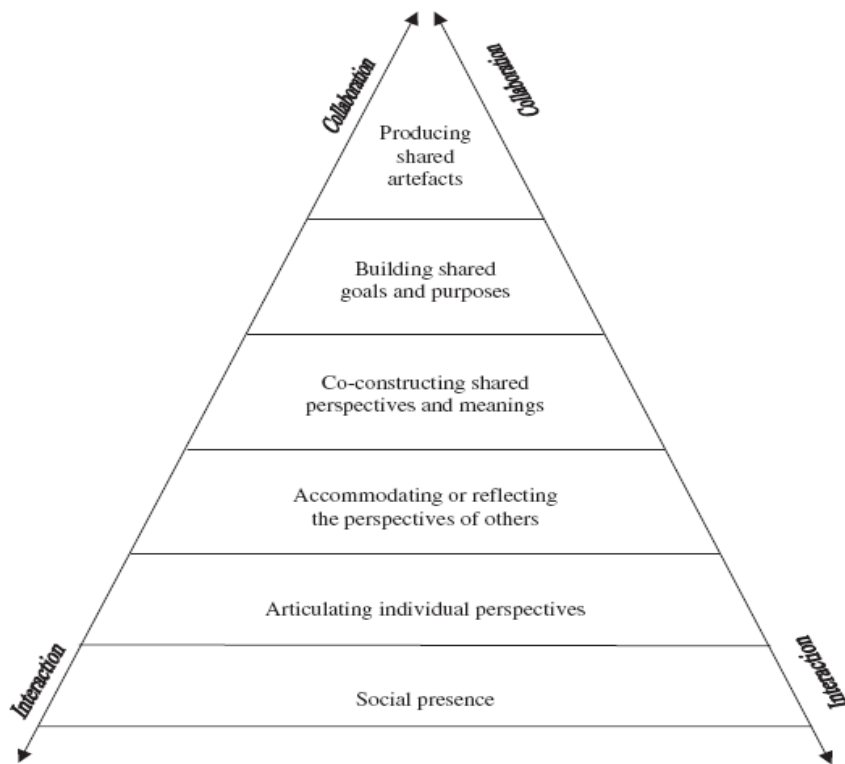 Collaboration
Collaboration
Producing
shared
artefacts
Building shared
goals and purposes
Co-constructing shared
perspectives and meanings
Accommodating or reflecting
the perspectives of others
Articulating individual perspectives
Interaction
Interaction
Social presence